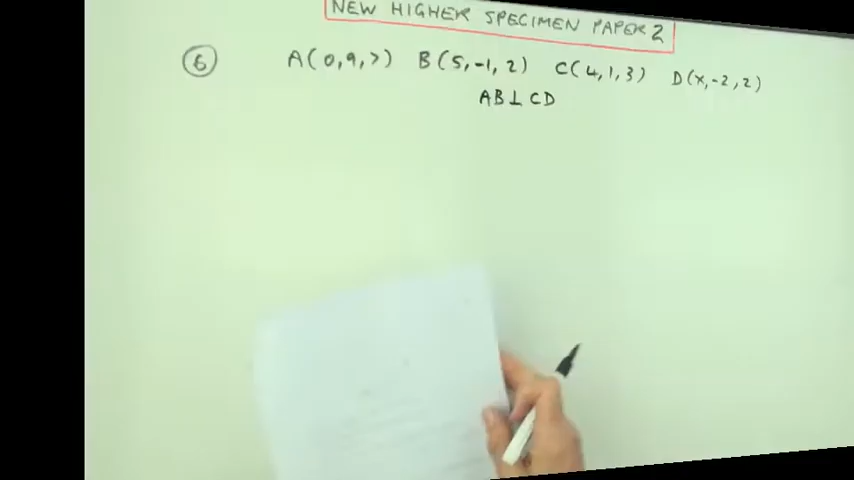 NEW HIGHER SPECIMEN PAPER 2
6 A(0,9,7) B(5,-1,2) C(4,1,3) D(x,-2,2)
AB⊥CD